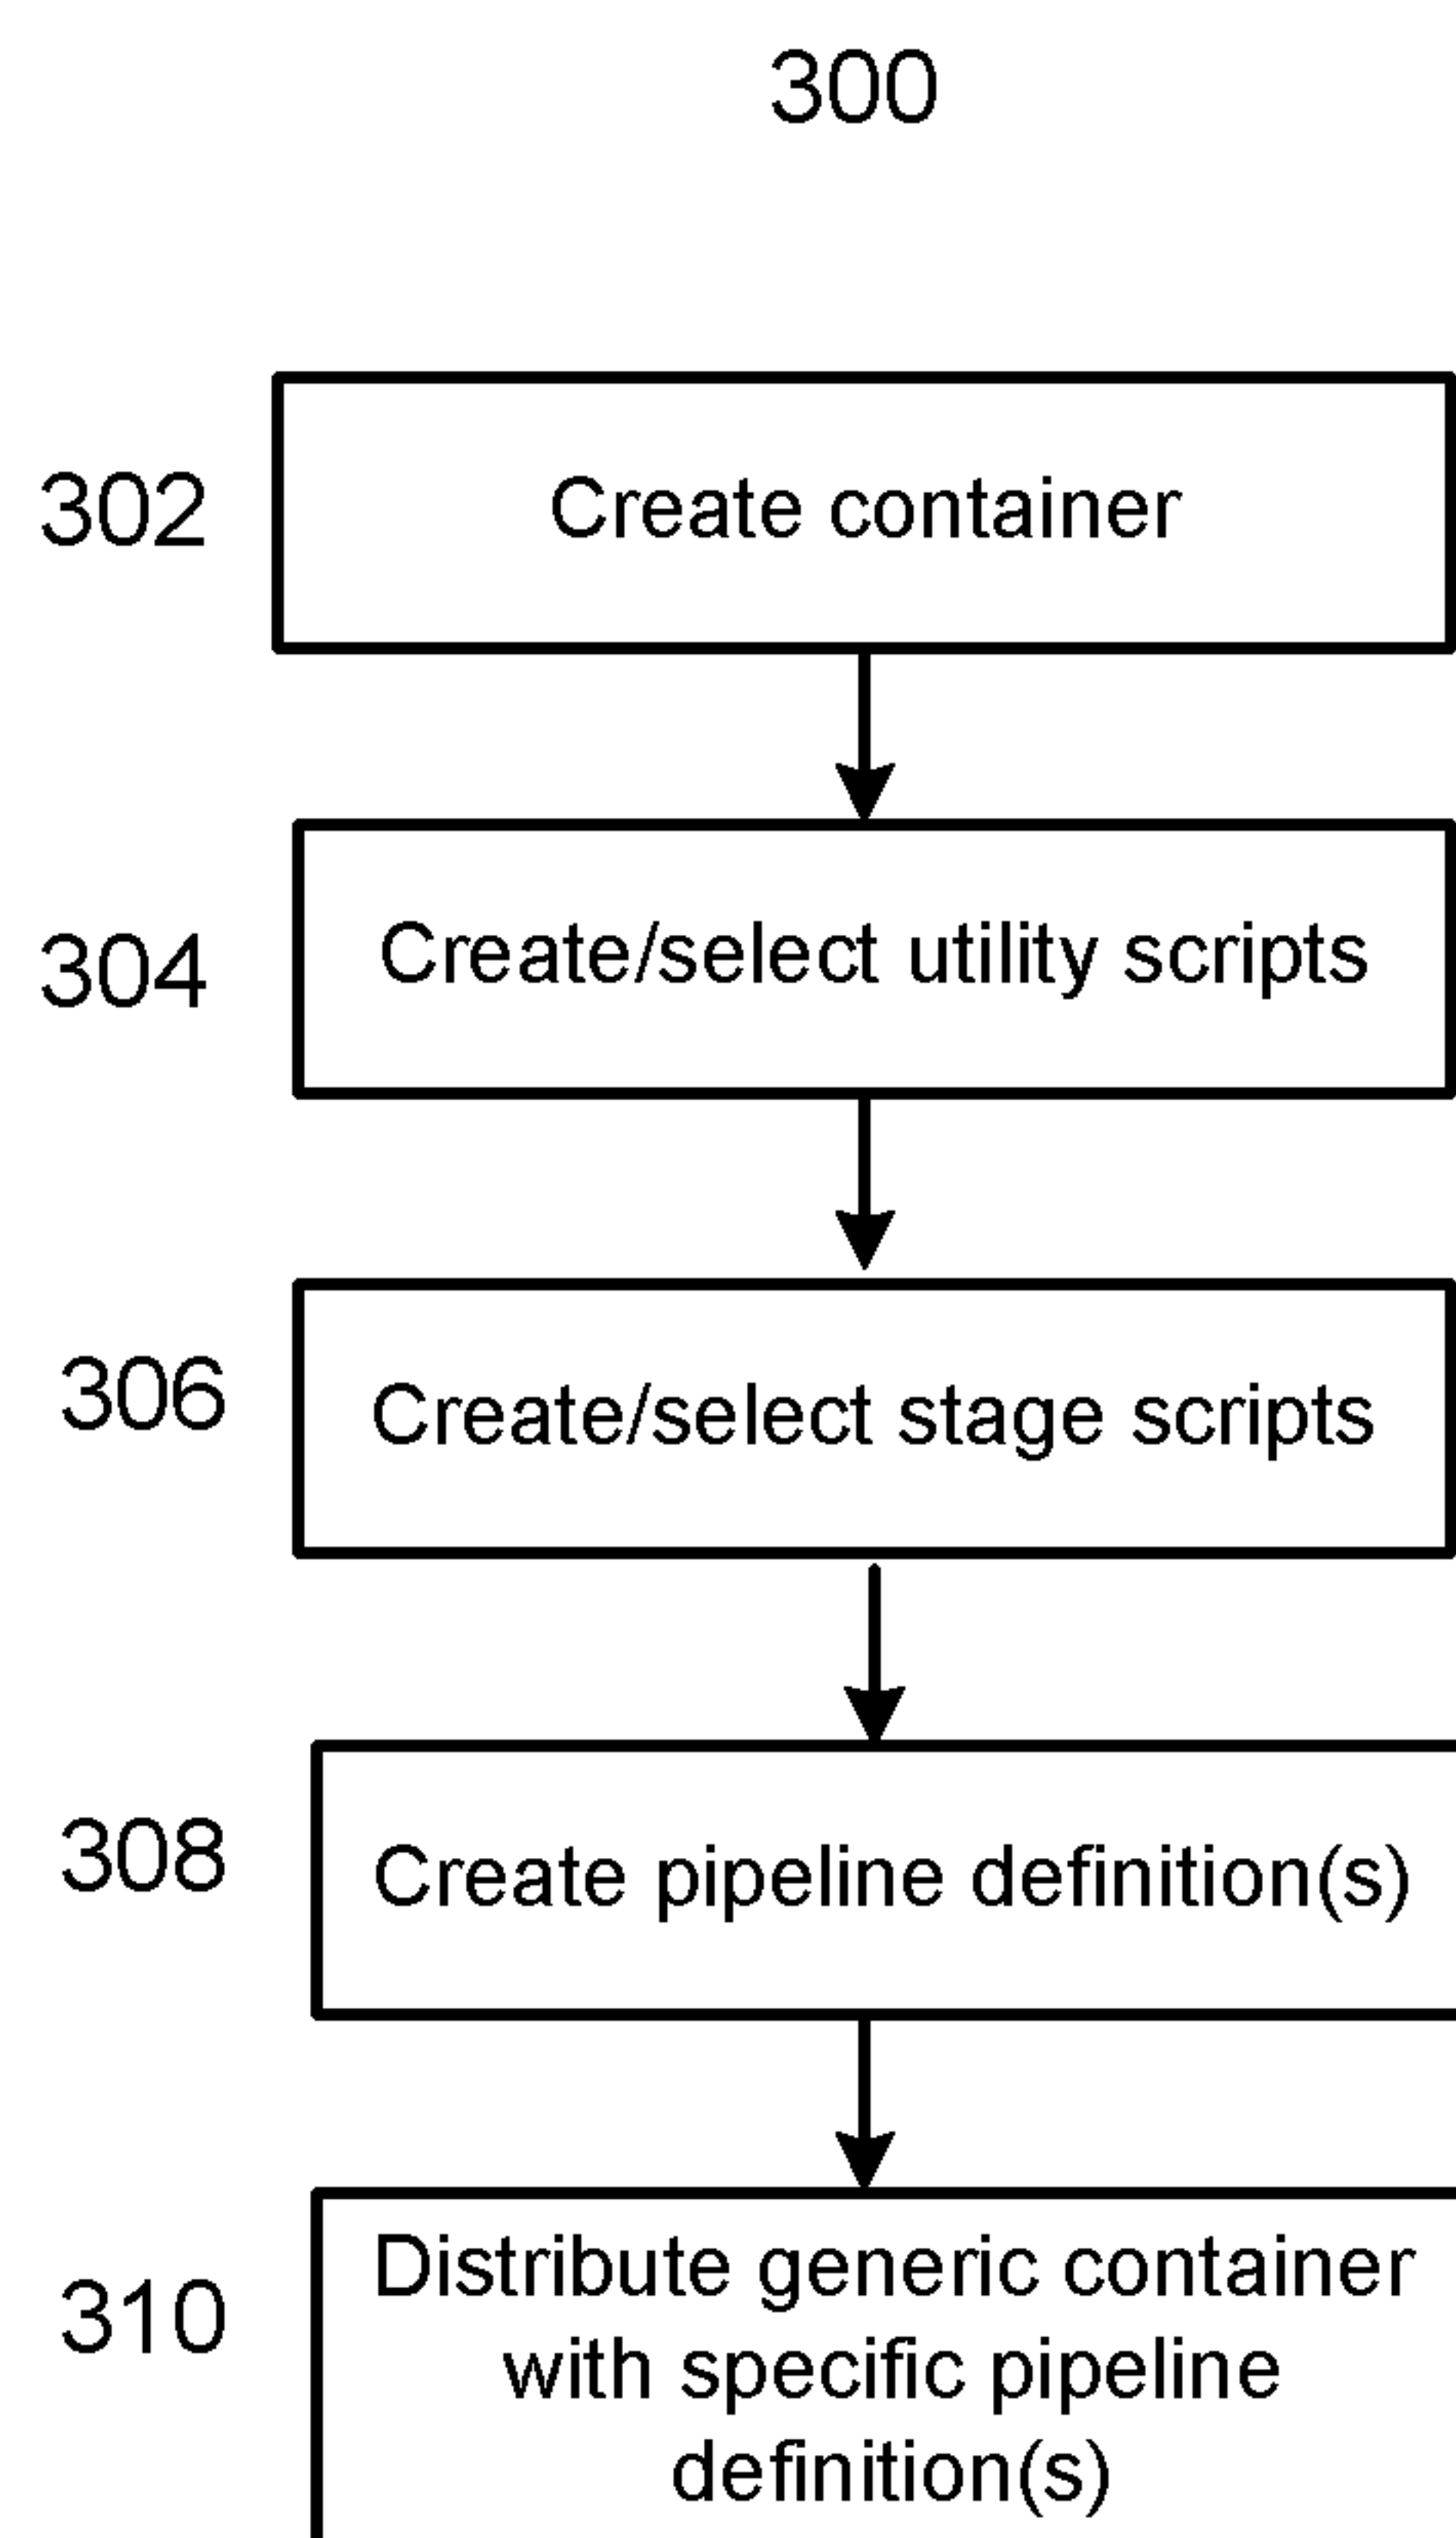 300
302
Create container
304
Create/select utility scripts
306
Create/select stage scripts
308
Create pipeline definition(s)
310
Distribute generic container
with specific pipeline
definition(s)